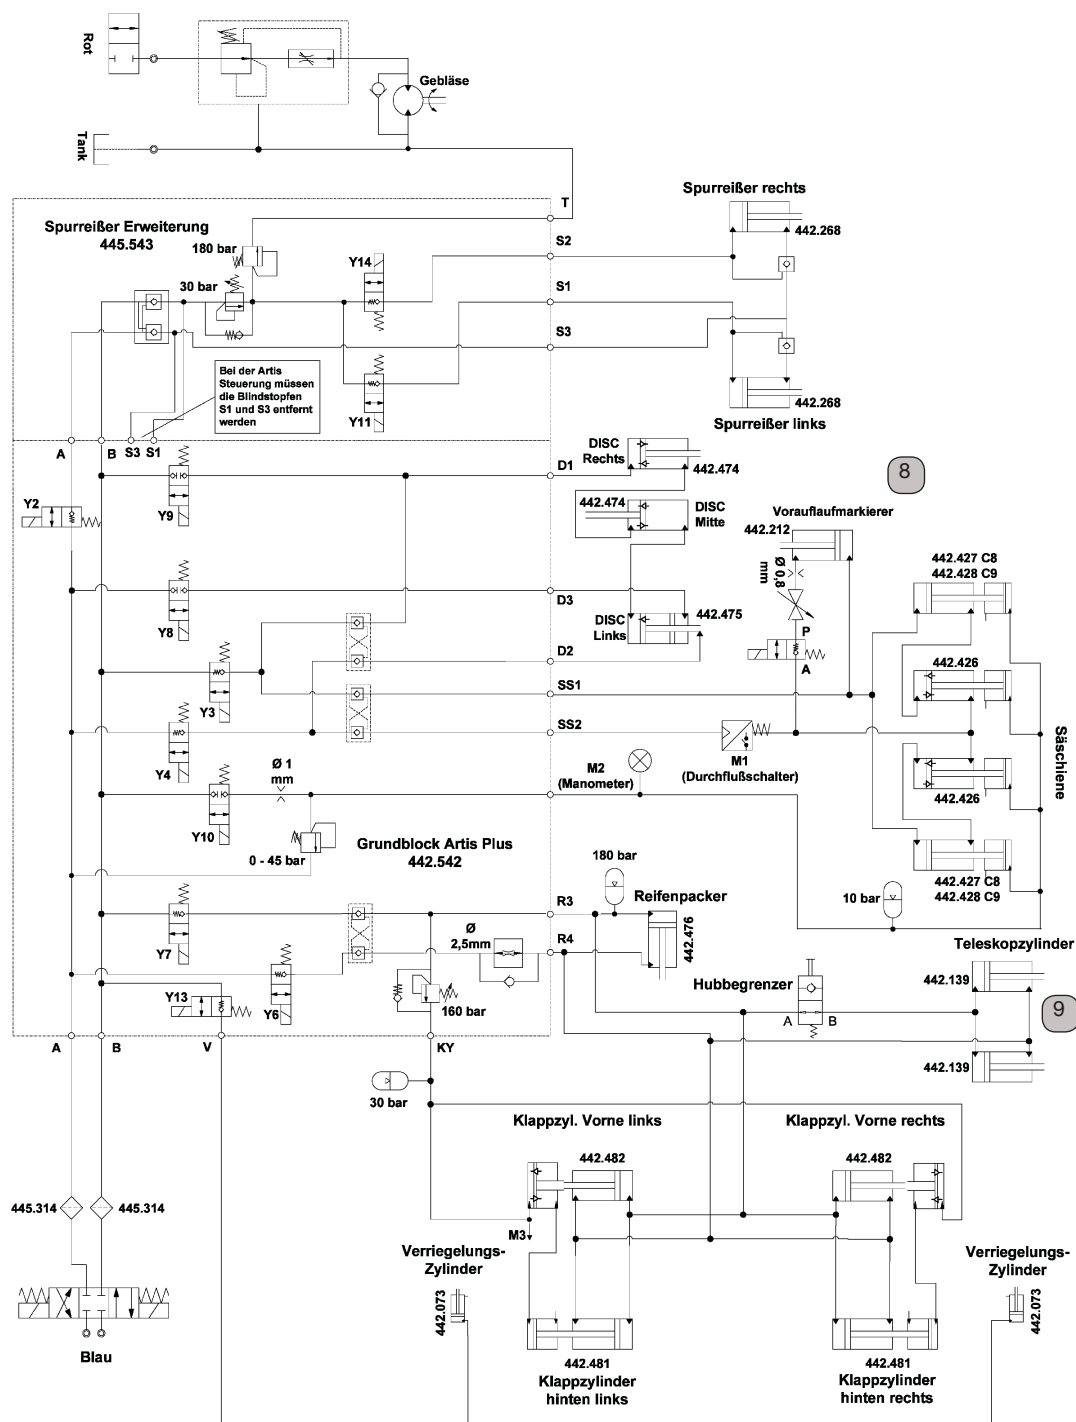 Rot
Gebläse
Tank
T
Spurreißer Erweiterung
445.543
180 bar
30 bar
Y14
Y11
S2
S1
S3
Spurreißer rechts
442.268
442.268
Spurreißer links
Bei der Artis
Steuerung müssen
die Blindstopfen
S1 und S3 entfernt
werden
A
B
S3
S1
Y2
Y9
D1
DISC
Rechts
442.474
442.474
DISC
Mitte
8
Vorauflaufmarkierer
442.212
Ø 0,8
mm
P
A
442.427 C8
442.428 C9
Y8
D3
DISC
Links
442.475
D2
Y3
SS1
442.426
Y4
SS2
M1
(Durchflußschalter)
Säschiene
442.426
Ø 1
mm
M2
(Manometer)
Y10
0 - 45 bar
Grundblock Artis Plus
442.542
442.427 C8
442.428 C9
180 bar
10 bar
Reifenpacker
442.476
Y7
R3
Ø
2,5mm
R4
Teleskopzylinder
442.139
Hubbegrenzer
A
B
9
Y13
Y6
160 bar
442.139
A
B
V
KY
30 bar
Klappzyl. Vorne links
Klappzyl. Vorne rechts
442.482
442.482
445.314
445.314
M3
Verriegelungs-
Zylinder
442.073
Verriegelungs-
Zylinder
442.073
Blau
442.481
Klappzylinder
hinten links
442.481
Klappzylinder
hinten rechts